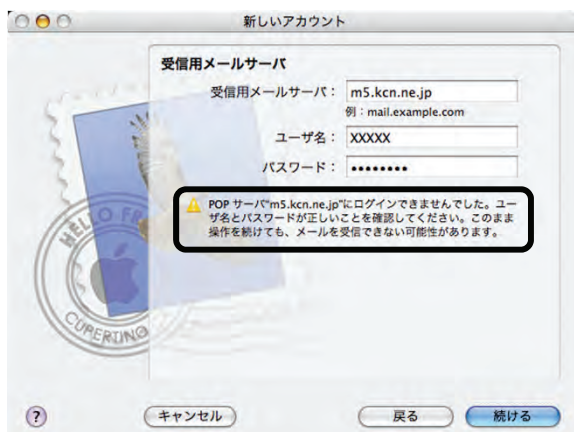 新しいアカウント
受信用メールサーバ
受信用メールサーバ： m5.kcn.ne.jp
例：mail.example.com
ユーザ名： XXXXX
パスワード： ••••••••
POP サーバ"m5.kcn.ne.jp"にログインできませんでした。ユー
ザ名とパスワードが正しいことを確認してください。このまま
操作を続けても、メールを受信できない可能性があります。
HELLO FR
CUPERTINO
?
キャンセル
戻る
続ける